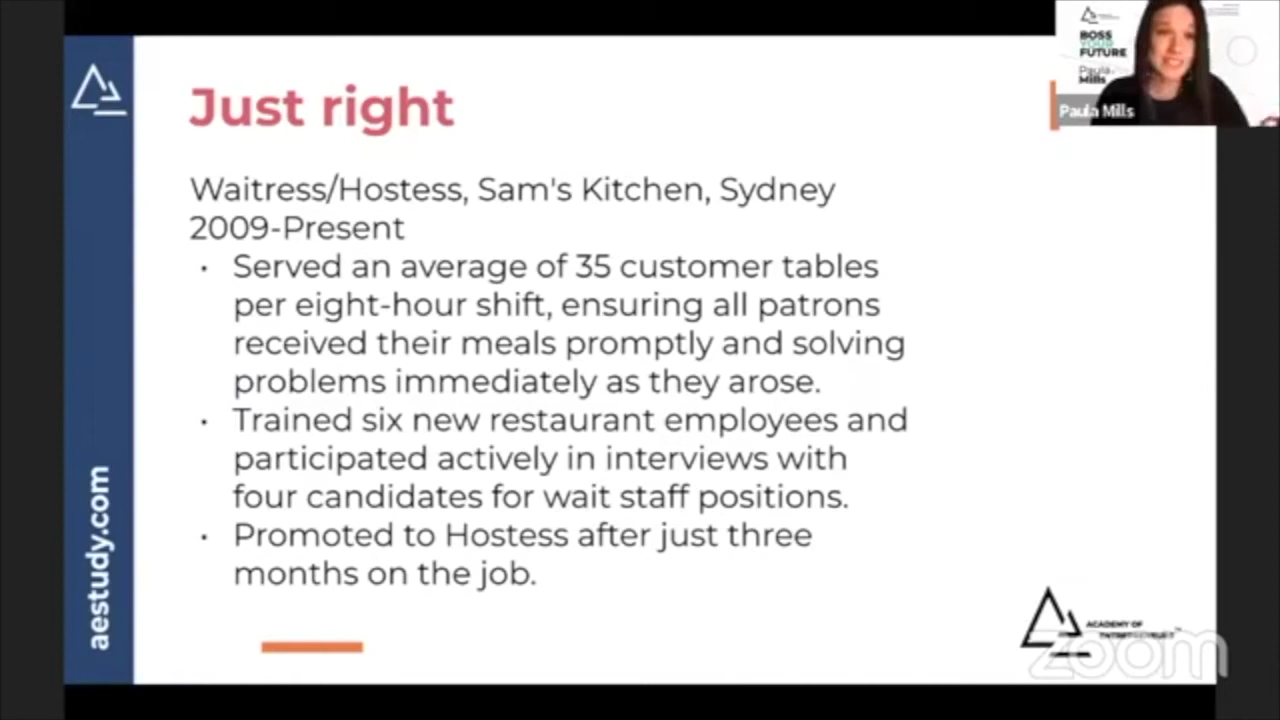 Just right
Waitress/Hostess, Sam's Kitchen, Sydney
2009-Present
• Served an average of 35 customer tables
per eight-hour shift, ensuring all patrons
received their meals promptly and solving
problems immediately as they arose.
• Trained six new restaurant employees and
participated actively in interviews with
four candidates for wait staff positions.
• Promoted to Hostess after just three
months on the job.
aestudy.com
BOSS
YOUR
FUTURE
Paula
Mills
Paula Mills
ACADEMY OF
zoom